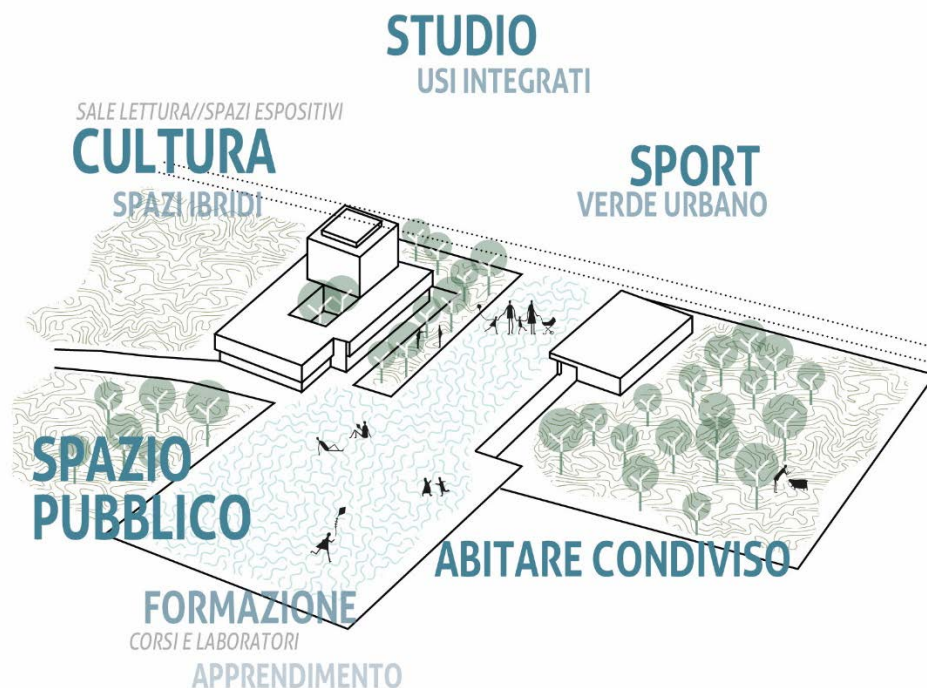 STUDIO
USI INTEGRATI
SALE LETTURA//SPAZI ESPOSITIVI
CULTURA
SPAZI IBRIDI
SPORT
VERDE URBANO
SPAZIO
PUBBLICO
ABITARE CONDIVISO
FORMAZIONE
CORSI E LABORATORI
APPRENDIMENTO